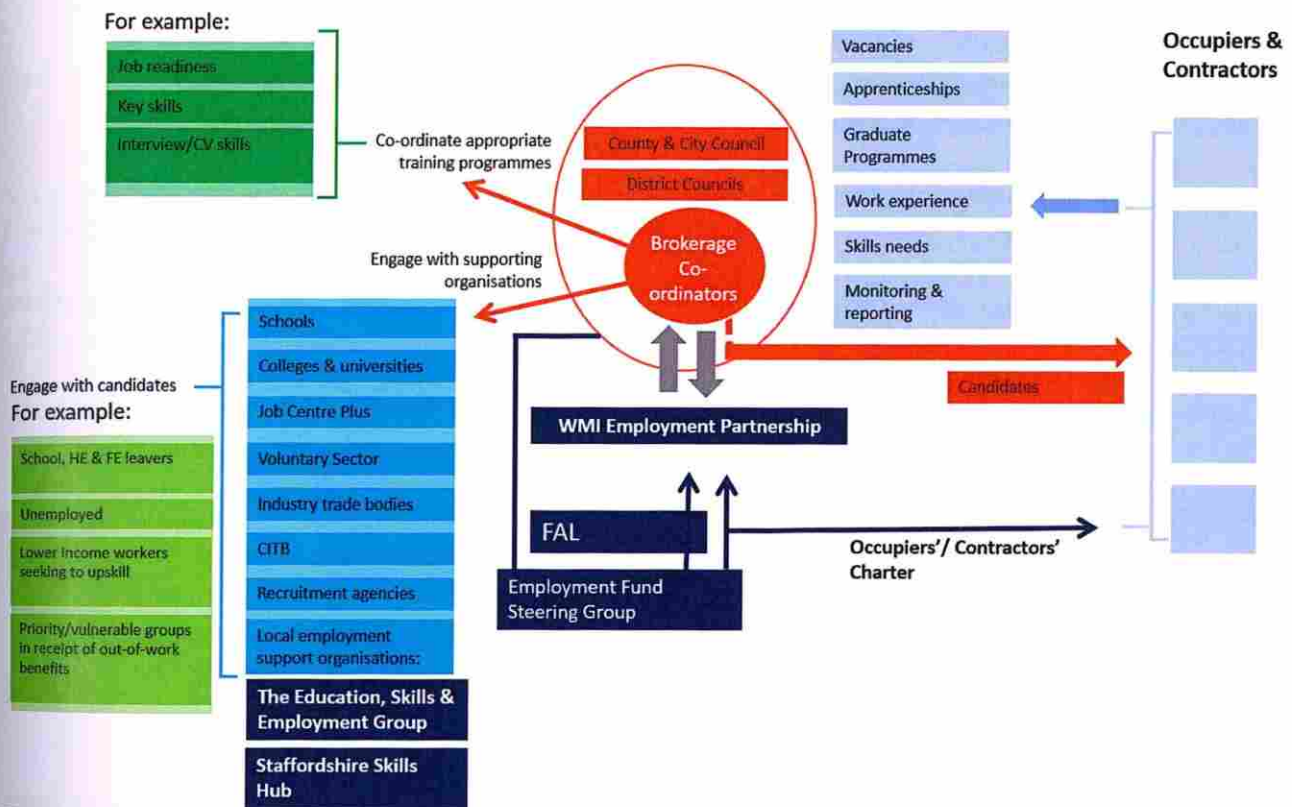 For example:
Job readiness
Key skills
Interview/CV skills
Co-ordinate appropriate
training programmes
County & City Council
District Councils
Brokerage
Co-
ordinators
Engage with supporting
organisations
Vacancies
Apprenticeships
Graduate
Programmes
Work experience
Skills needs
Monitoring &
reporting
Occupiers &
Contractors
Candidates
Engage with candidates
For example:
School, HE & FE leavers
Unemployed
Lower Income workers
seeking to upskill
Priority/vulnerable groups
in receipt of out-of-work
benefits
Schools
Colleges & universities
Job Centre Plus
Voluntary Sector
Industry trade bodies
CITB
Recruitment agencies
Local employment
support organisations:
The Education, Skills &
Employment Group
Staffordshire Skills
Hub
WMI Employment Partnership
FAL
Employment Fund
Steering Group
Occupiers'/ Contractors'
Charter